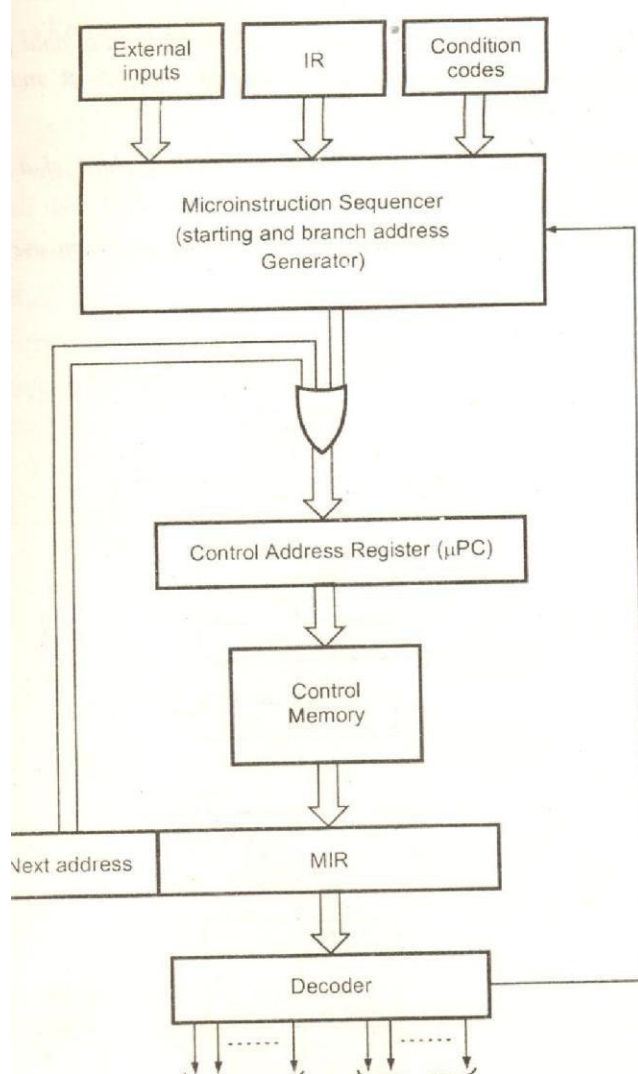 External
inputs
IR
Condition
codes
Microinstruction Sequencer
(starting and branch address
Generator)
Control Address Register (μPC)
Control
Memory
Next address
MIR
Decoder